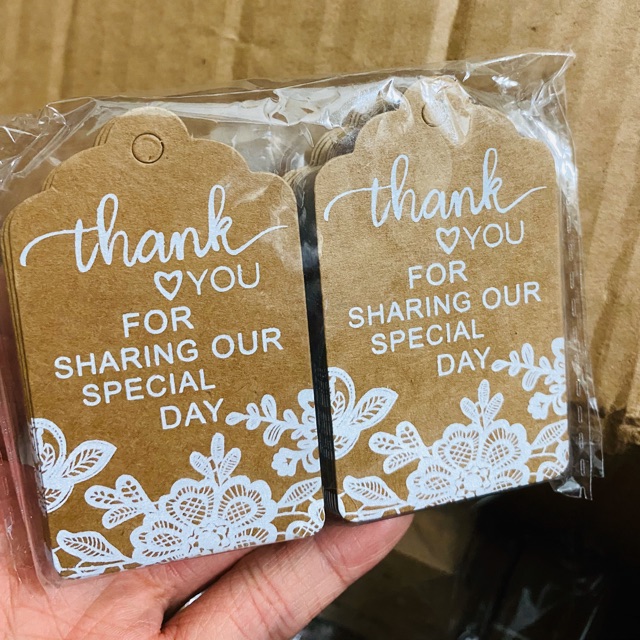 thank
YOU
FOR
SHARING OUR
SPECIAL
DAY
thank
YOU
FOR
SHARING OUR
SPECIAL
DAY